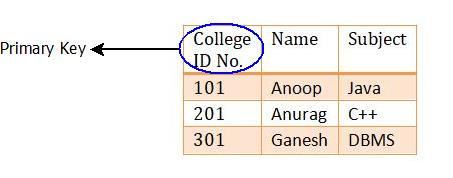 Primary Key
College Name Subject
ID No.
101 Anoop Java
201 Anurag C++
301 Ganesh DBMS